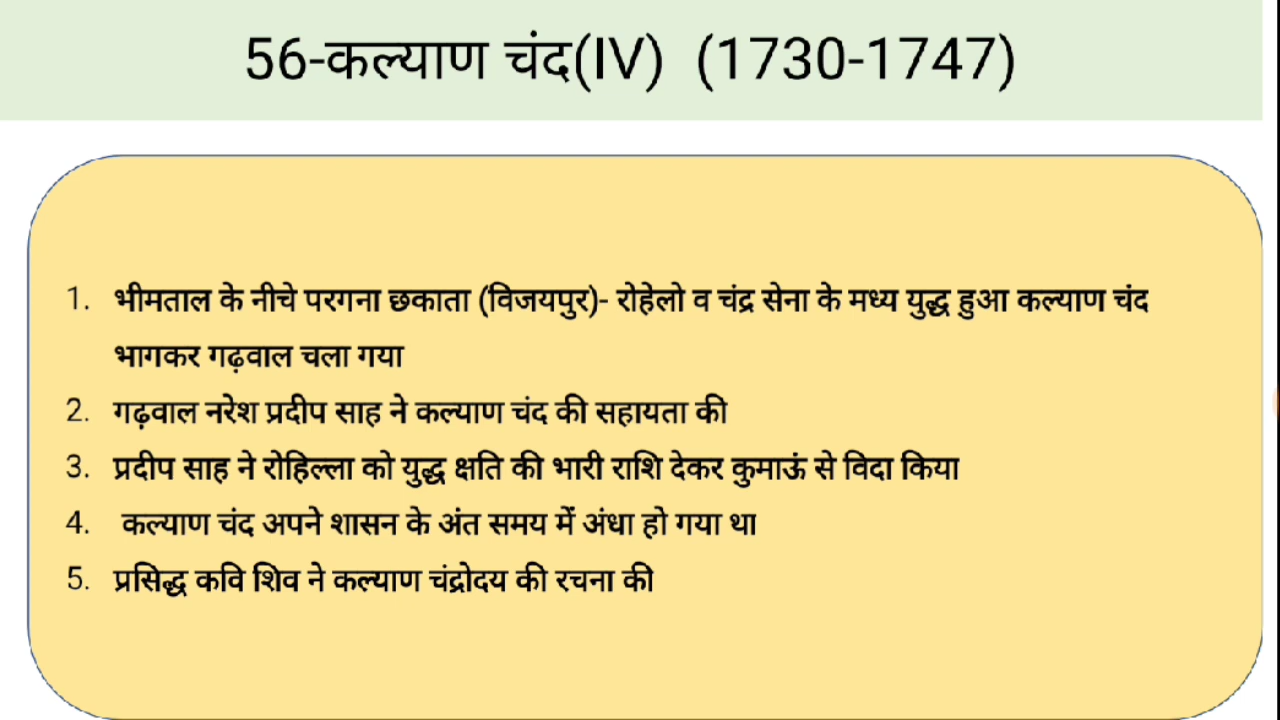 56-कल्याण चंद(IV) (1730-1747)
1. भीमताल के नीचे परगना छकाता (विजयपुर)- रोहेलो व चंद्र सेना के मध्य युद्ध हुआ कल्याण चंद
भागकर गढ़वाल चला गया
2. गढ़वाल नरेश प्रदीप साह ने कल्याण चंद की सहायता की
3. प्रदीप साह ने रोहिल्ला को युद्ध क्षति की भारी राशि देकर कुमाऊं से विदा किया
4. कल्याण चंद अपने शासन के अंत समय में अंधा हो गया था
5. प्रसिद्ध कवि शिव ने कल्याण चंद्रोदय की रचना की